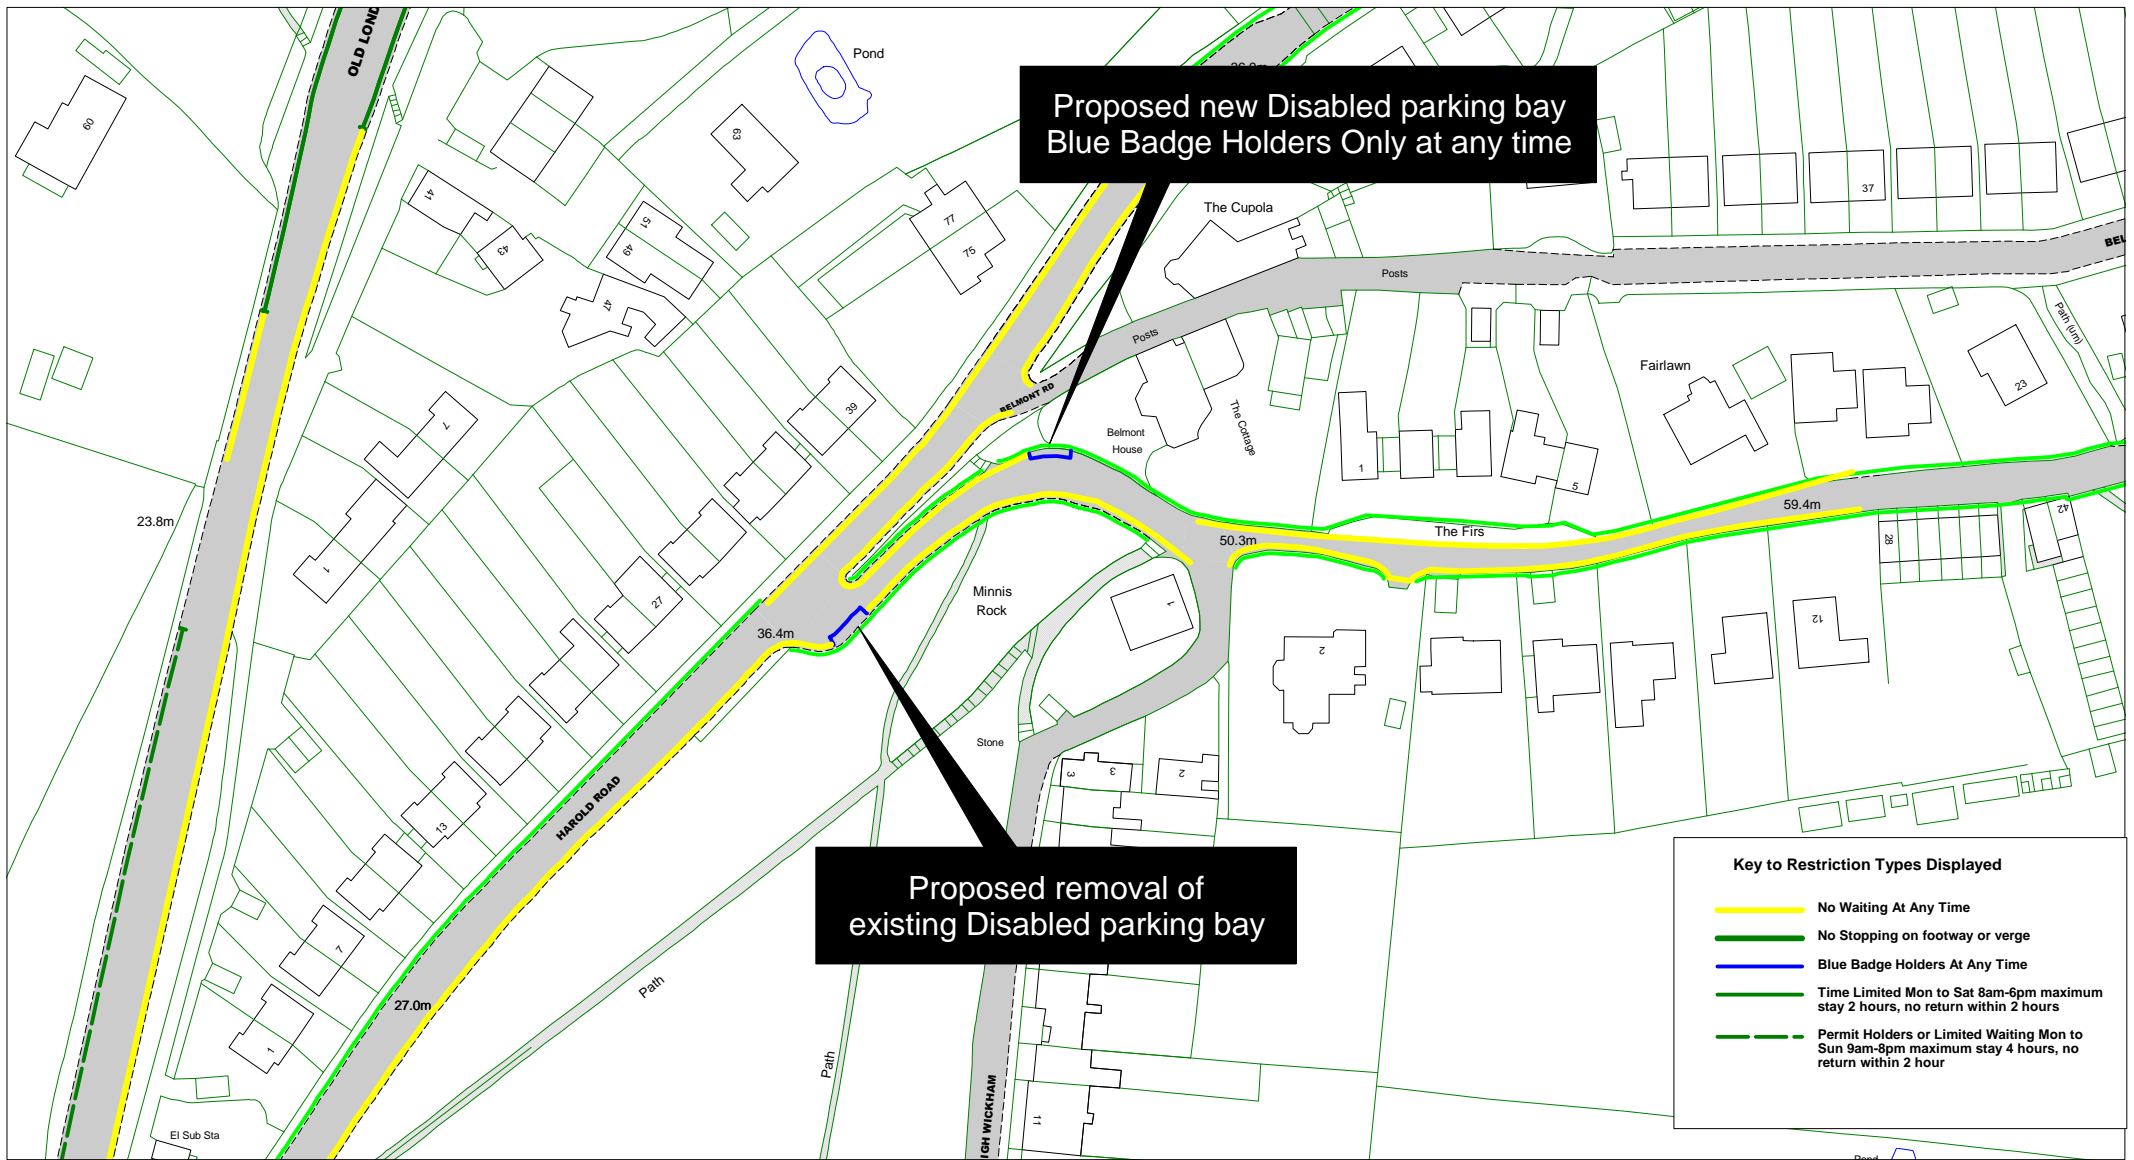 OLD LOND
Pond
60
63
36.0m
Proposed new Disabled parking bay
Blue Badge Holders Only at any time
The Cupola
37
BEL
41
43
51
49
47
77
75
Posts
Posts
Path (um)
Fairlawn
23
BELMONT RD
39
7
Belmont
House
The Cottage
1
5
59.4m
42
28
23.8m
50.3m
The Firs
1
27
Minnis
Rock
1
36.4m
2
12
Stone
3
3
2
HAROLD ROAD
13
Proposed removal of
existing Disabled parking bay
7
27.0m
1
Path
Path
El Sub Sta
IGH WICKHAM
11
Pond
Key to Restriction Types Displayed
No Waiting At Any Time
No Stopping on footway or verge
Blue Badge Holders At Any Time
Time Limited Mon to Sat 8am-6pm maximum
stay 2 hours, no return within 2 hours
Permit Holders or Limited Waiting Mon to
Sun 9am-8pm maximum stay 4 hours, no
return within 2 hour